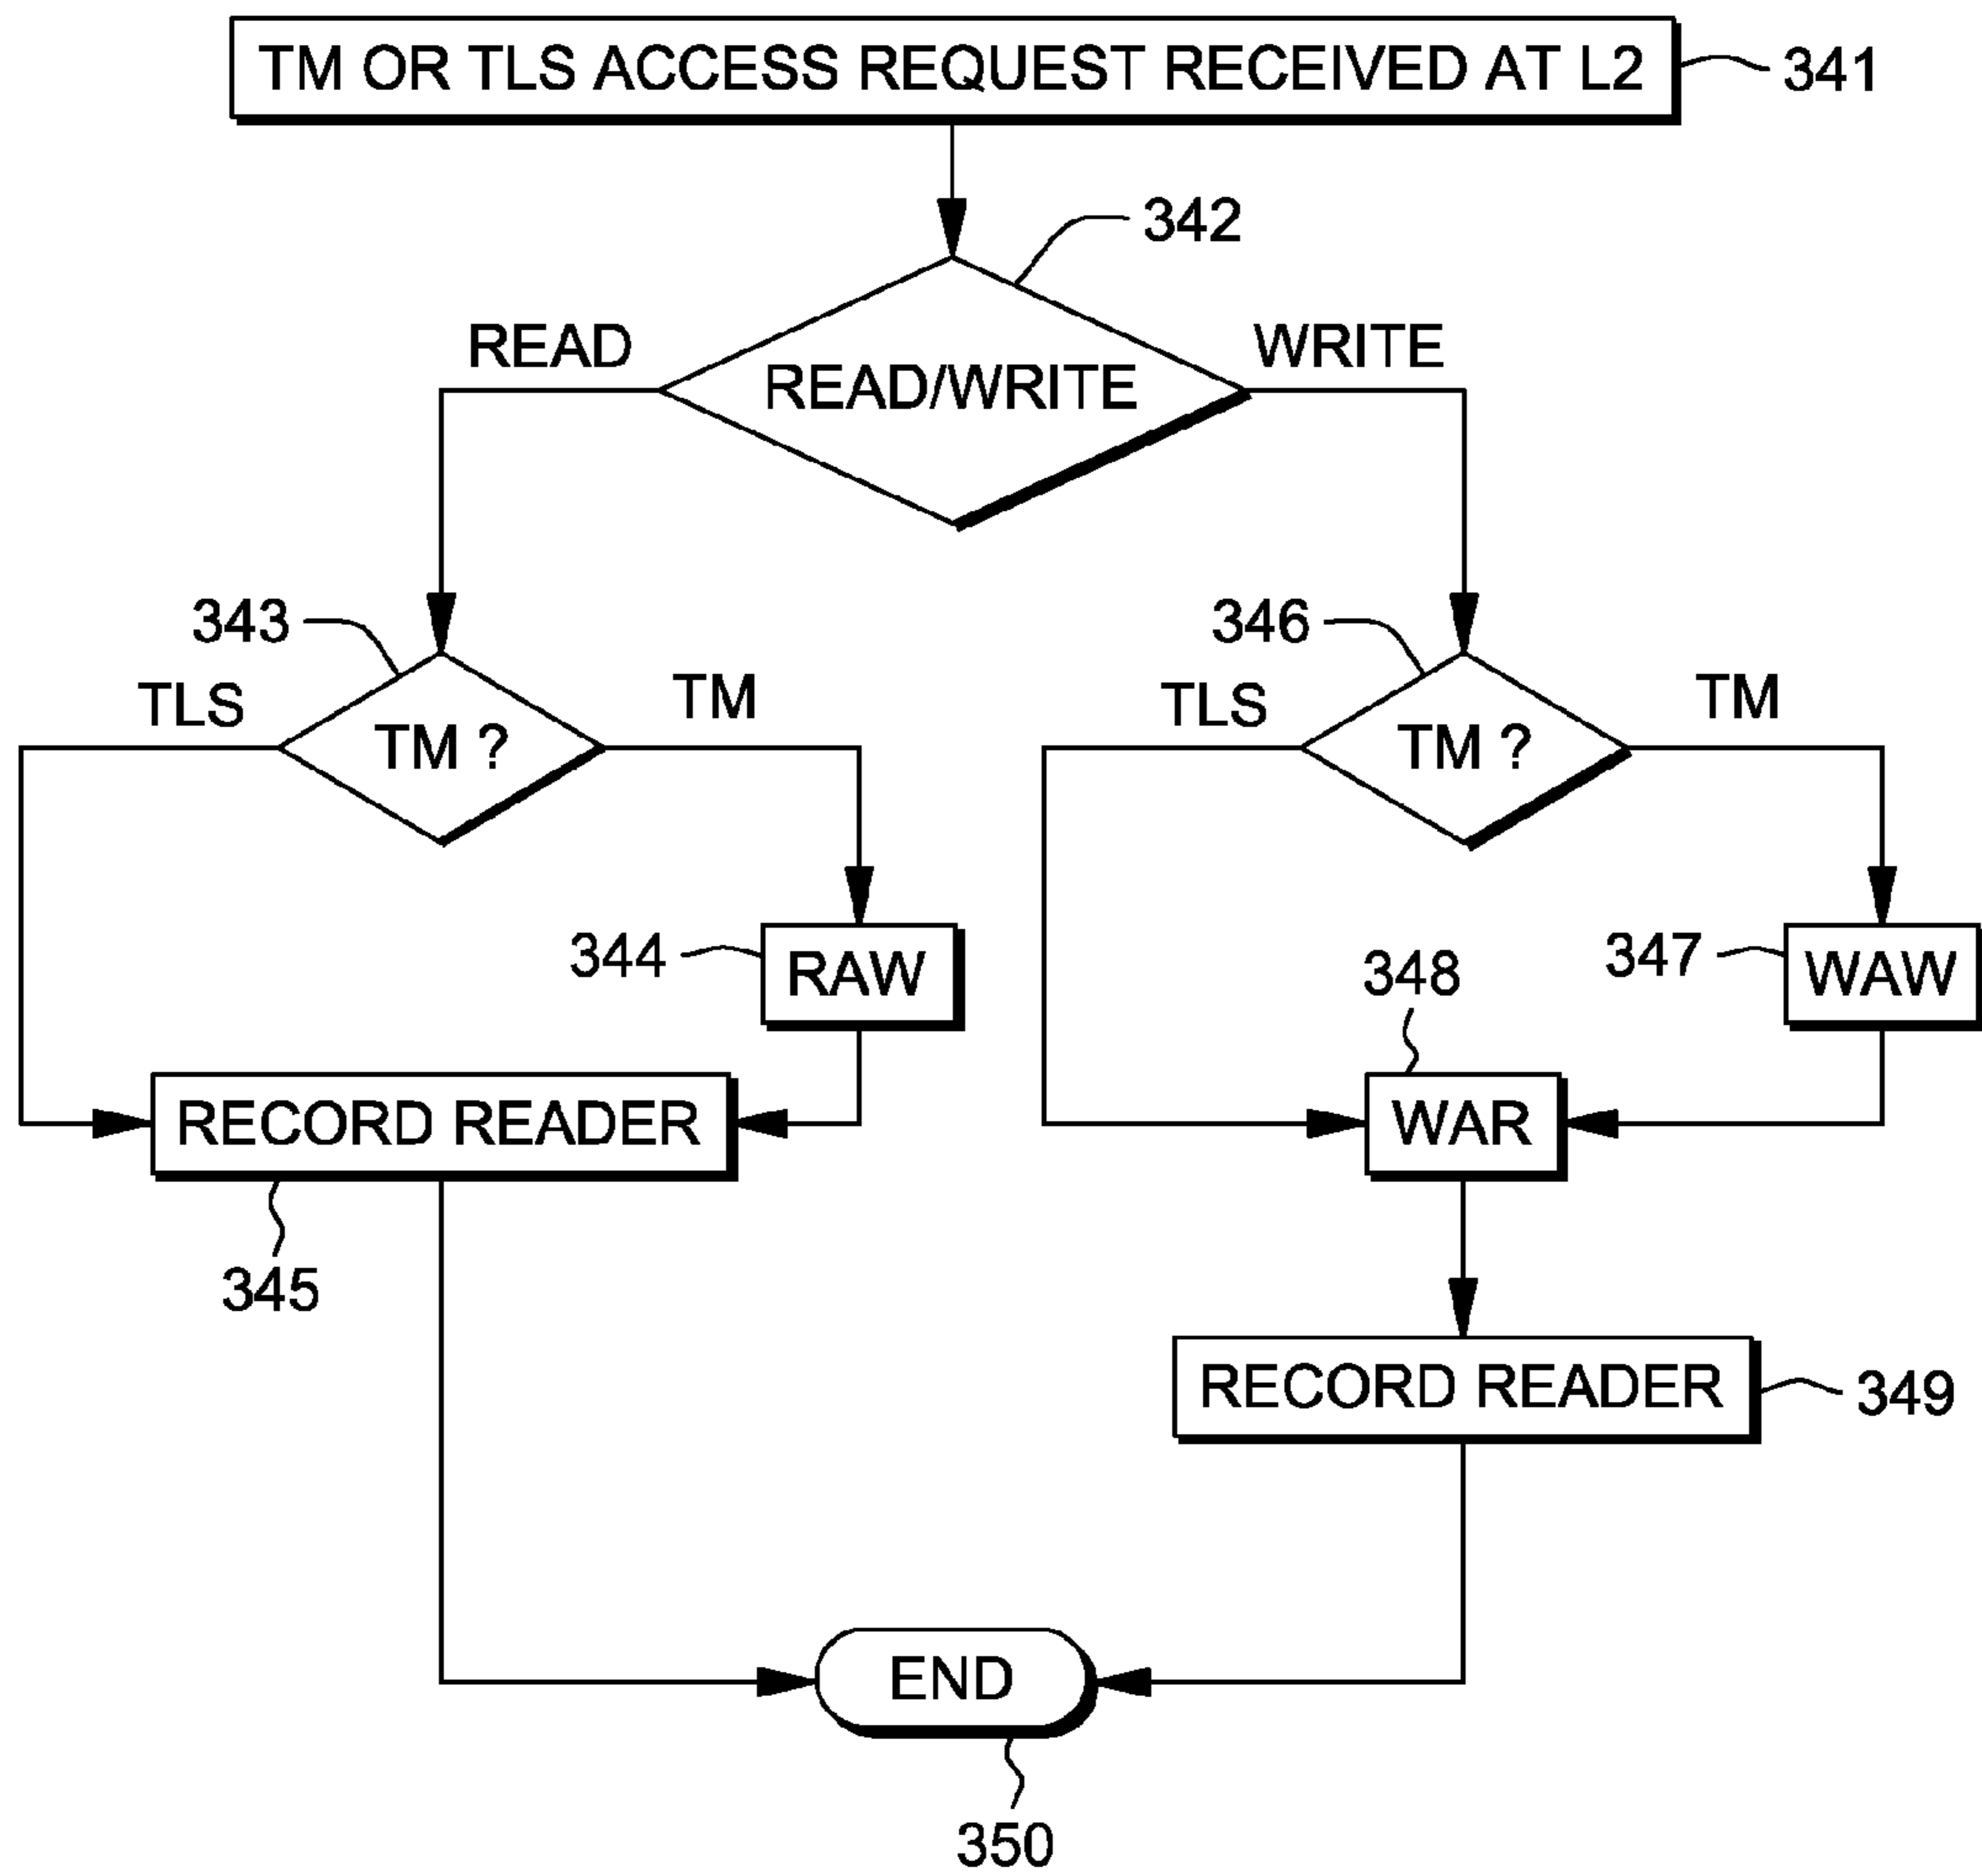 TM OR TLS ACCESS REQUEST RECEIVED AT L2
341
342
READ
WRITE
READ/WRITE
343
346
TLS
TM
TM ?
TLS
TM
TM ?
344
RAW
348
347
WAW
RECORD READER
WAR
345
RECORD READER
349
END
350